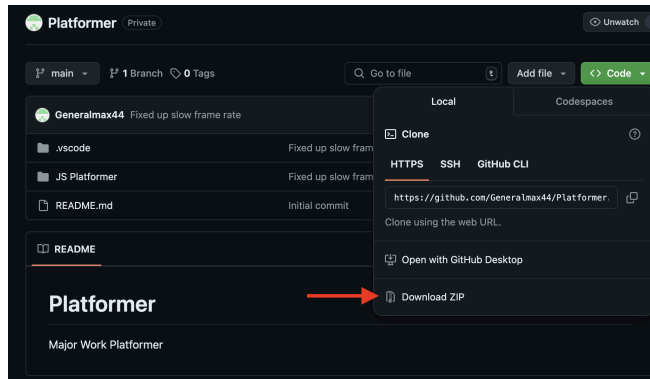 Platformer Private
Unwatch
main 1 Branch 0 Tags
Go to file t
Add file
<> Code
Local Codespaces
Generalmax44 Fixed up slow frame rate
Clone
.vscode Fixed up slow fram
HTTPS SSH GitHub CLI
JS Platformer Fixed up slow fram
https://github.com/Generalmax44/Platformer.
README.md Initial commit
Clone using the web URL.
README
Open with GitHub Desktop
Download ZIP
Platformer
Major Work Platformer